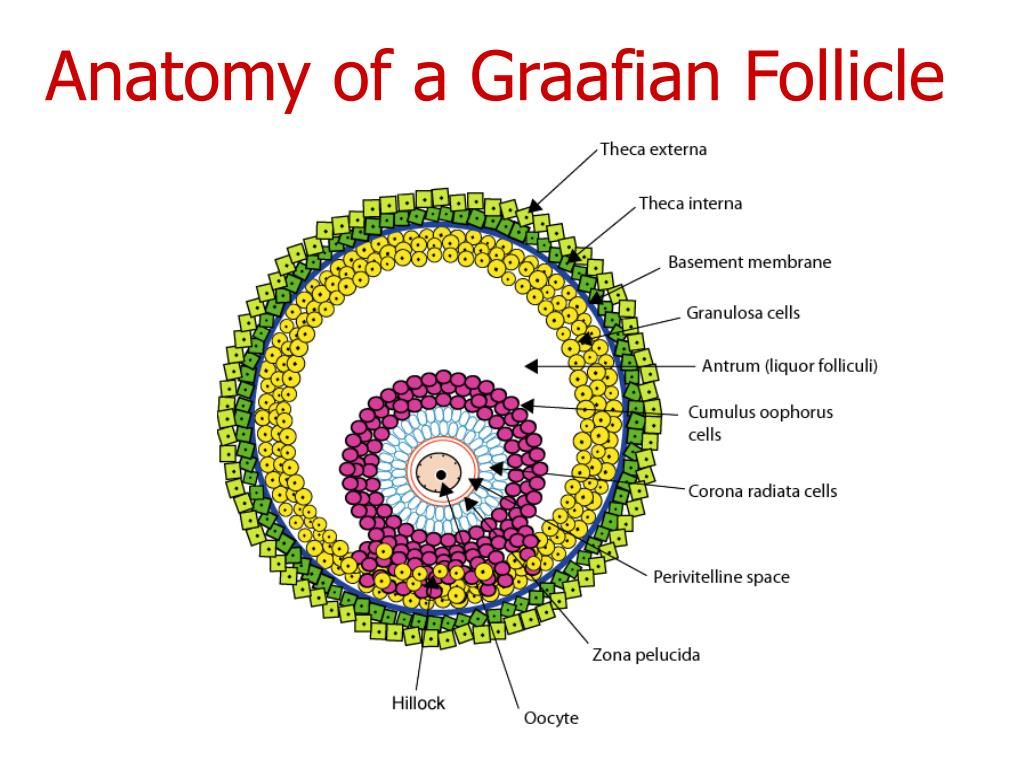 Anatomy of a Graafian Follicle
Theca externa
Theca interna
Basement membrane
Granulosa cells
Antrum (liquor folliculi)
Cumulus oophorus
cells
Corona radiata cells
Perivitelline space
Zona pelucida
Hillock
Oocyte